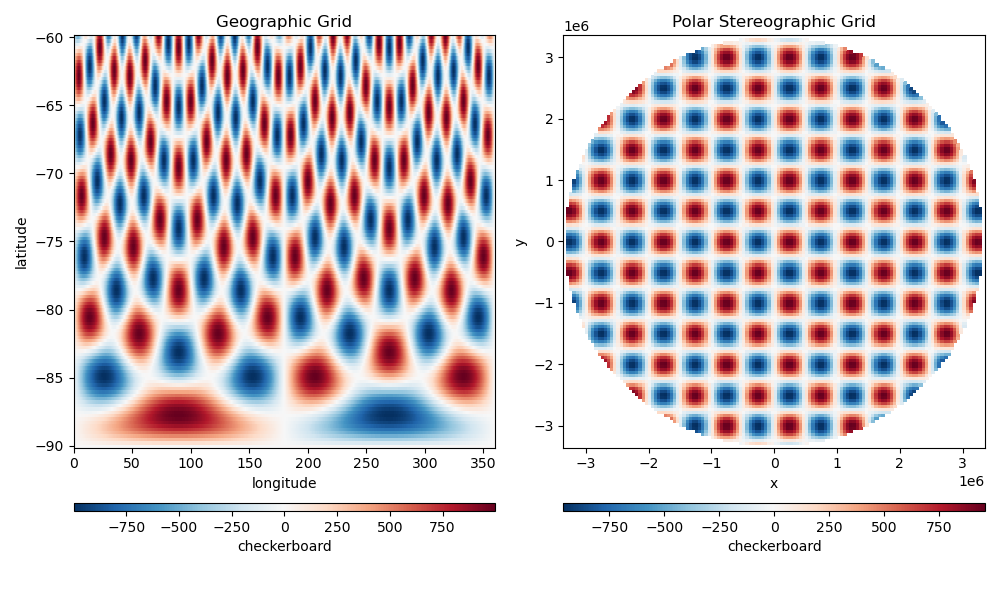 Geographic Grid
latitude
−60
−65
−70
−75
−80
−85
−90
0 50 100 150 200 250 300 350
longitude
−750 −500 −250 0 250 500 750
checkerboard
Polar Stereographic Grid
1e6
y
3
2
1
0
−1
−2
−3
−3 −2 −1 0 1 2 3
1e6
x
−750 −500 −250 0 250 500 750
checkerboard